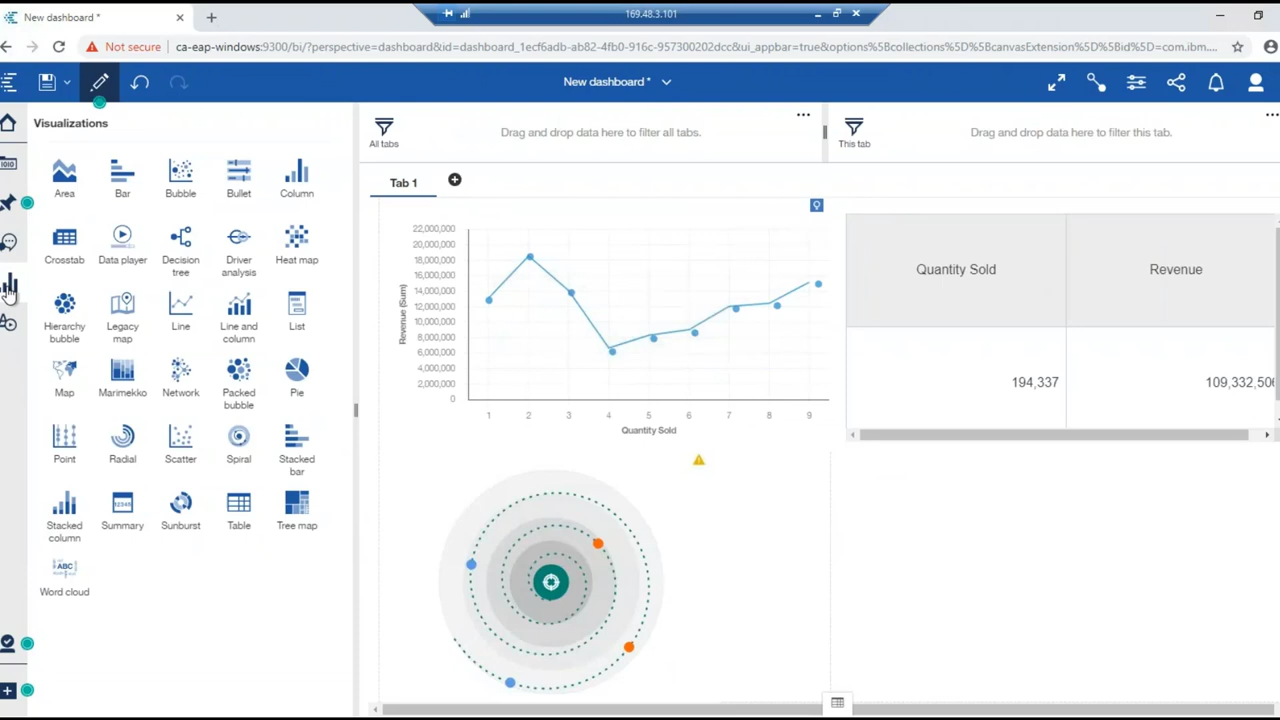 New dashboard *
169.48.3.101
Not secure
ca-eap-windows:9300/bi/?perspective=dashboard&id=dashboard_1ecf6adb-ab82-4fb0-916c-957300202dcc&ui_appbar=true&options%5Bcollections%5D%5BcanvasExtension%5D%5Bid%5D=com.ibm....
New dashboard *
Visualizations
Area
Bar
Bubble
Bullet
Column
Crosstab
Data player
Decision
tree
Driver
analysis
Heat map
Hierarchy
bubble
Legacy
map
Line
Line and
column
List
Map
Marimekko
Network
Packed
bubble
Pie
Point
Radial
Scatter
Spiral
Stacked
bar
Stacked
column
12345
Summary
Sunburst
Table
Tree map
ABC
Word cloud
All tabs
Drag and drop data here to filter all tabs.
This tab
Drag and drop data here to filter this tab.
Tab 1
Revenue (Sum)
22,000,000
20,000,000
18,000,000
16,000,000
14,000,000
12,000,000
10,000,000
8,000,000
6,000,000
4,000,000
2,000,000
0
1 2 3 4 5 6 7 8 9
Quantity Sold
Quantity Sold Revenue
194,337 109,332,506